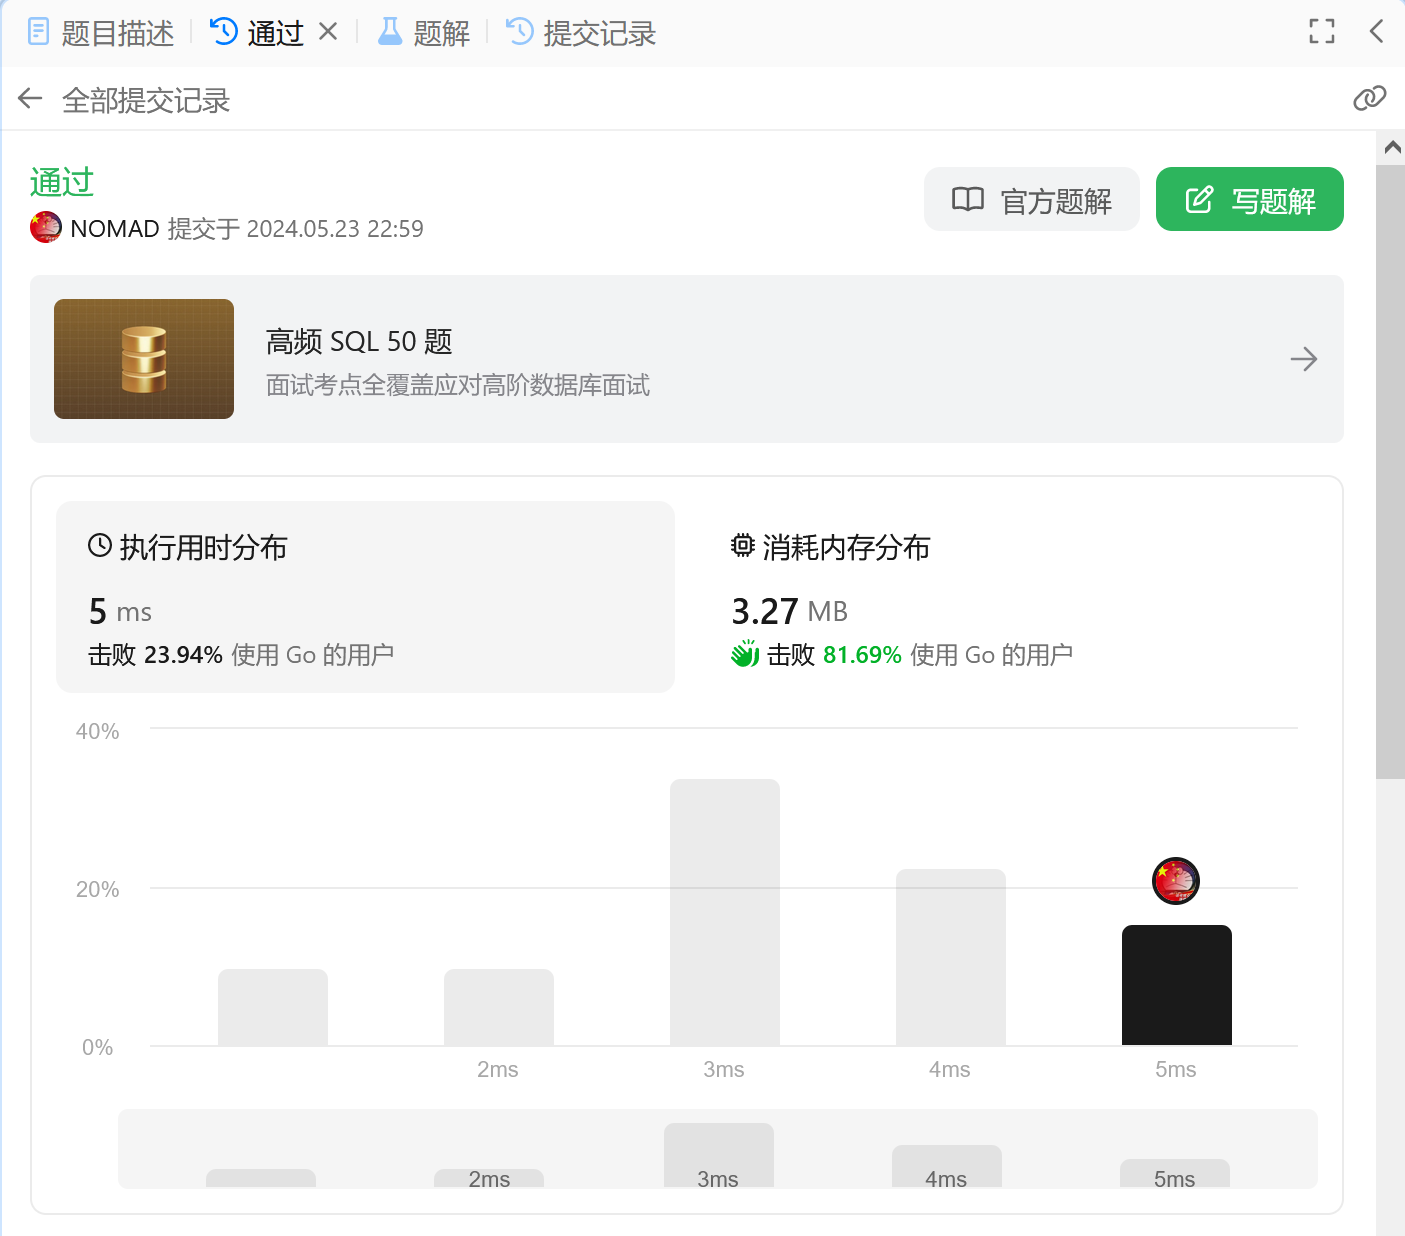 题目描述 通过 题解 提交记录
全部提交记录
通过
NOMAD 提交于 2024.05.23 22:59
官方题解
写题解
高频 SQL 50 题
面试考点全覆盖应对高阶数据库面试
执行用时分布
5 ms
击败 23.94% 使用 Go 的用户
消耗内存分布
3.27 MB
击败 81.69% 使用 Go 的用户
40%
20%
0%
2ms 3ms 4ms 5ms
2ms 3ms 4ms 5ms